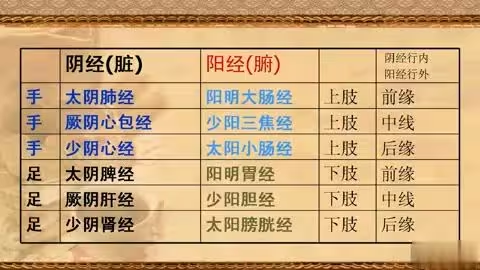 阴经(脏) 阳经(腑) 阴经行内
阳经行外
手 太阴肺经 阳明大肠经 上肢 前缘
手 厥阴心包经 少阳三焦经 上肢 中线
手 少阴心经 太阳小肠经 上肢 后缘
足 太阴脾经 阳明胃经 下肢 前缘
足 厥阴肝经 少阳胆经 下肢 中线
足 少阴肾经 太阳膀胱经 下肢 后缘